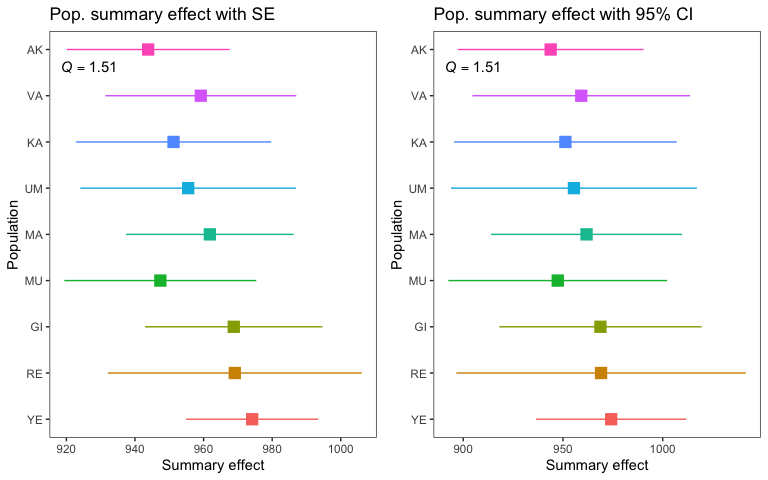 Pop. summary effect with SE
Population
AK
VA
KA
UM
MA
MU
GI
RE
YE
Q = 1.51
920 940 960 980 1000
Summary effect
Pop. summary effect with 95% CI
Population
AK
VA
KA
UM
MA
MU
GI
RE
YE
Q = 1.51
900 950 1000
Summary effect